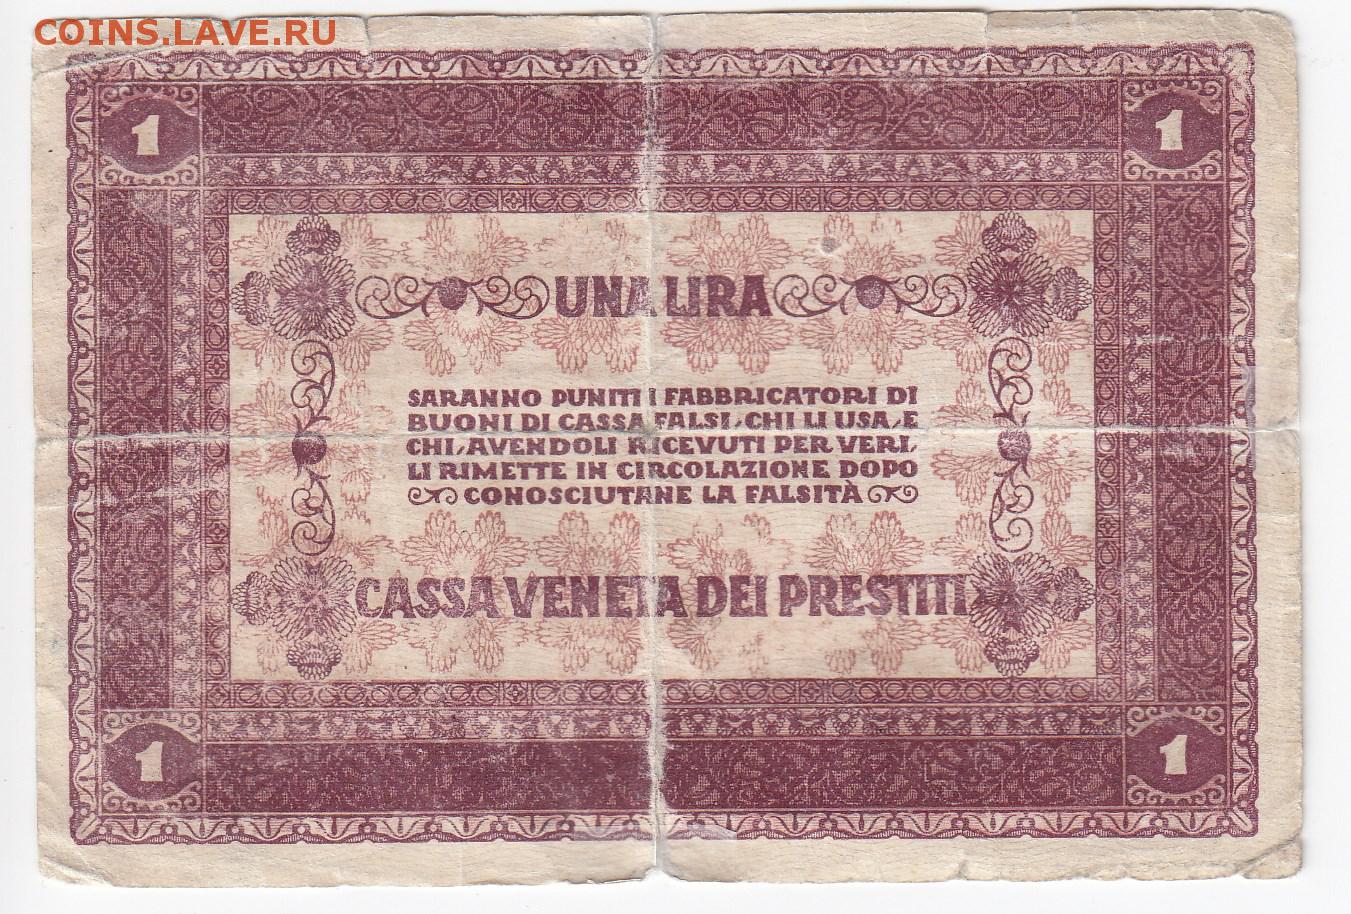 COINS.LAVE.RU
1 1
UNA LIRA
SARANNO PUNITI I FABBRICATORI DI
BUONI DI CASSA FALSI, CHI LI USA, E
CHI, AVENDOLI RICEVUTI PER VERI,
LI RIMETTE IN CIRCOLAZIONE DOPO
CONOSCIUTANE LA FALSITÀ
CASSA VENETA DEI PRESTITI
1 1